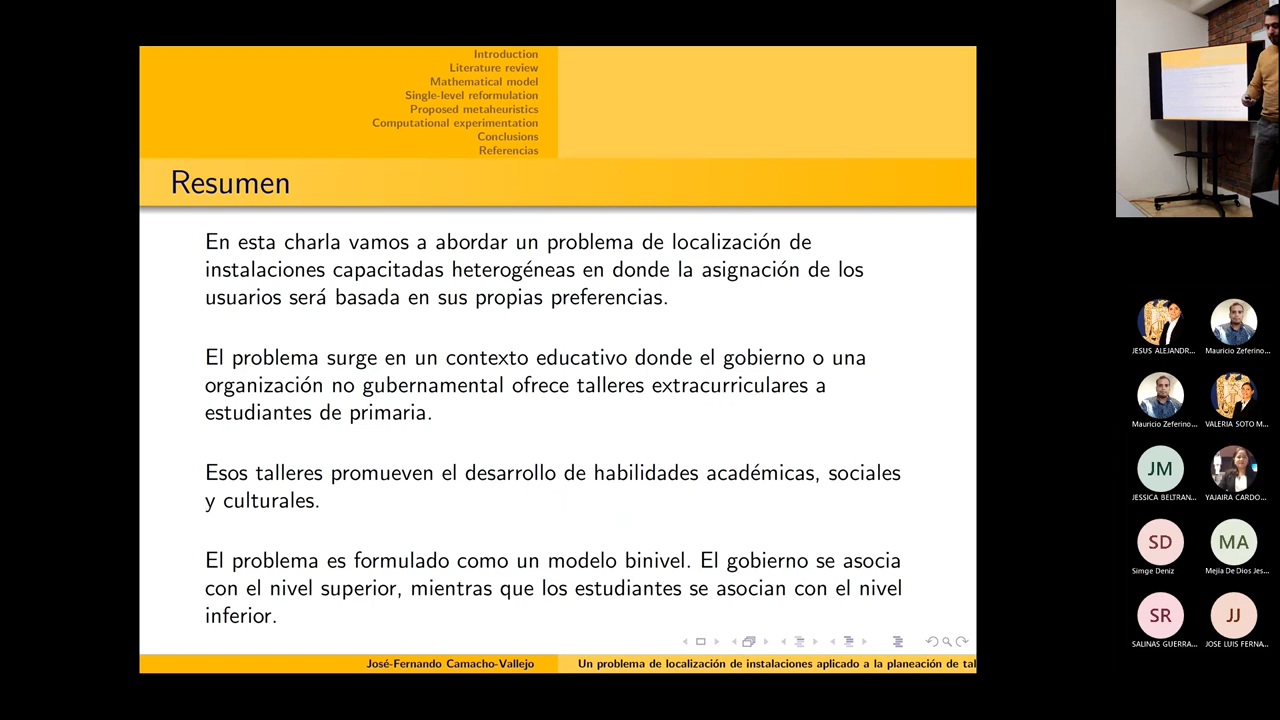 Introduction
Literature review
Mathematical model
Single-level reformulation
Proposed metaheuristics
Computational experimentation
Conclusions
Referencias
Resumen
En esta charla vamos a abordar un problema de localización de
instalaciones capacitadas heterogéneas en donde la asignación de los
usuarios será basada en sus propias preferencias.
El problema surge en un contexto educativo donde el gobierno o una
organización no gubernamental ofrece talleres extracurriculares a
estudiantes de primaria.
Esos talleres promueven el desarrollo de habilidades académicas, sociales
y culturales.
El problema es formulado como un modelo binivel. El gobierno se asocia
con el nivel superior, mientras que los estudiantes se asocian con el nivel
inferior.
José-Fernando Camacho-Vallejo
Un problema de localización de instalaciones aplicado a la planeación de tal
JESUS ALEJANDR...
Mauricio Zeferino...
Mauricio Zeferino...
VALERIA SOTO M...
JM
JESSICA BELTRAN...
YAJAIRA CARDO...
SD
Simge Deniz
MA
Mejía De Dios Jes...
SR
SALINAS GUERRA...
JJ
JOSE LUIS FERNA...